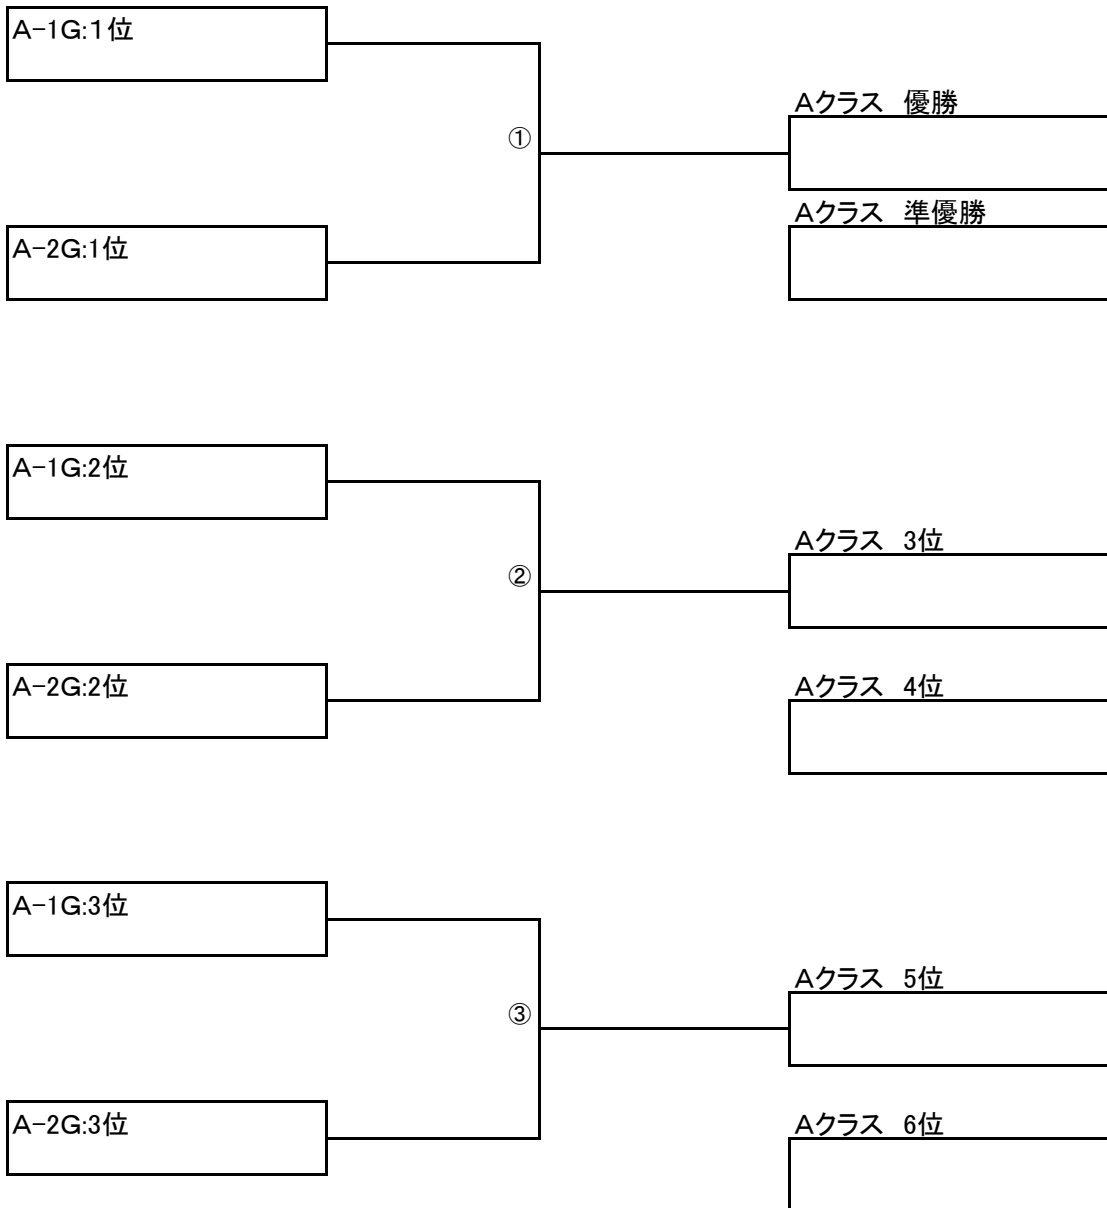 A-1G:1位
Aクラス 優勝
①
Aクラス 準優勝
A-2G:1位
A-1G:2位
Aクラス 3位
②
A-2G:2位
Aクラス 4位
A-1G:3位
Aクラス 5位
③
A-2G:3位
Aクラス 6位